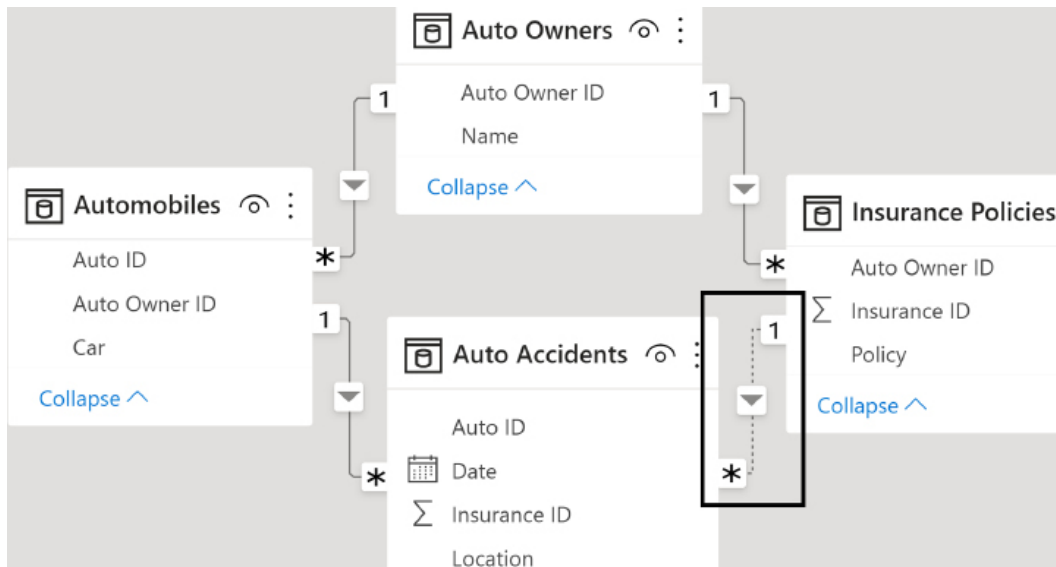 Auto Owners
1
Auto Owner ID
1
Name
Collapse
Automobiles
Auto ID
*
Auto Owner ID
Car
1
Collapse
Insurance Policies
*
Auto Owner ID
Insurance ID
1
Policy
Collapse
Auto Accidents
Auto ID
Date
*
*
Insurance ID
Location